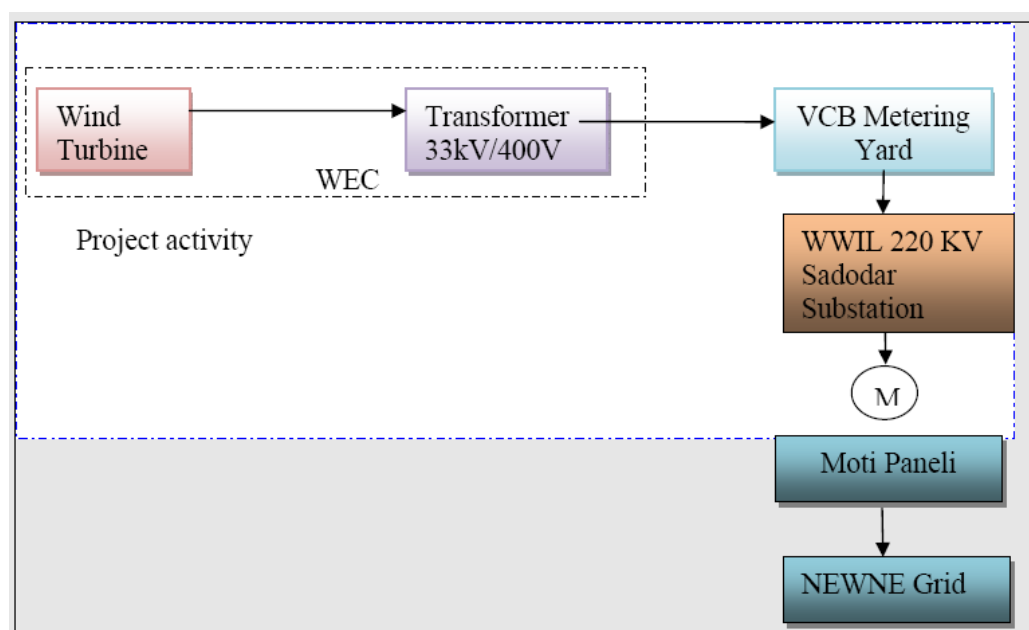 Wind
Turbine
Transformer
33kV/400V
VCB Metering
Yard
WEC
Project activity
WWIL 220 KV
Sadodar
Substation
M
Moti Paneli
NEWNE Grid